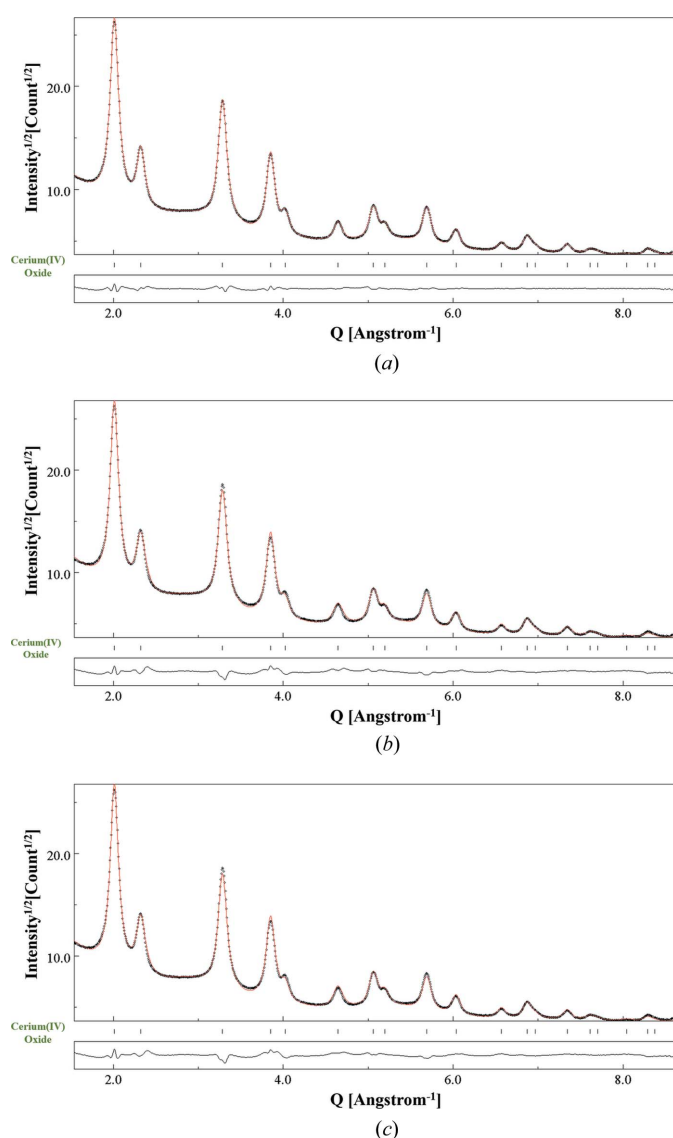 20.0
10.0
Intensity1/2[Count1/2]
Cerium(IV)
Oxide
2.0 4.0 6.0 8.0
Q [Angstrom-1]
(a)
20.0
10.0
Intensity1/2[Count1/2]
Cerium(IV)
Oxide
2.0 4.0 6.0 8.0
Q [Angstrom-1]
(b)
20.0
10.0
Intensity1/2[Count1/2]
Cerium(IV)
Oxide
2.0 4.0 6.0 8.0
Q [Angstrom-1]
(c)